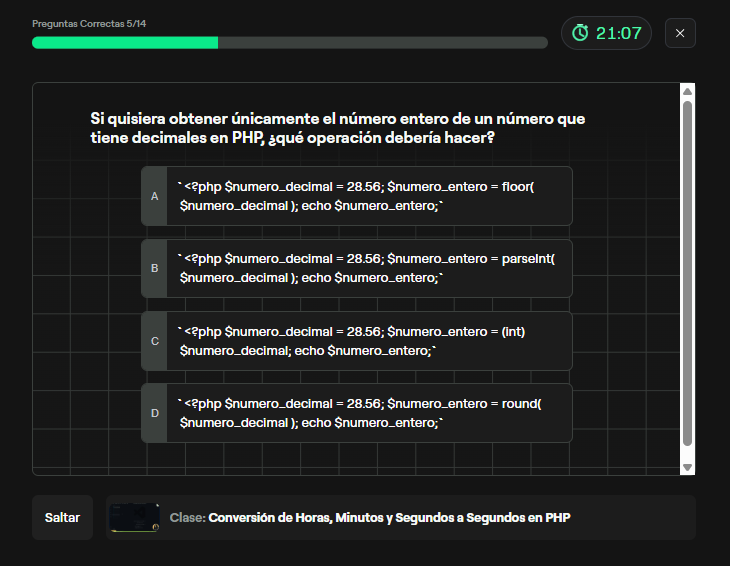 Preguntas Correctas 5/14
21:07
Si quisiera obtener únicamente el número entero de un número que
tiene decimales en PHP, ¿qué operación debería hacer?
A
`<?php $numero_decimal = 28.56; $numero_entero = floor(
$numero_decimal ); echo $numero_entero;`
B
`<?php $numero_decimal = 28.56; $numero_entero = parseInt(
$numero_decimal ); echo $numero_entero;`
C
`<?php $numero_decimal = 28.56; $numero_entero = (int)
$numero_decimal; echo $numero_entero;`
D
`<?php $numero_decimal = 28.56; $numero_entero = round(
$numero_decimal ); echo $numero_entero;`
Saltar
Clase: Conversión de Horas, Minutos y Segundos a Segundos en PHP